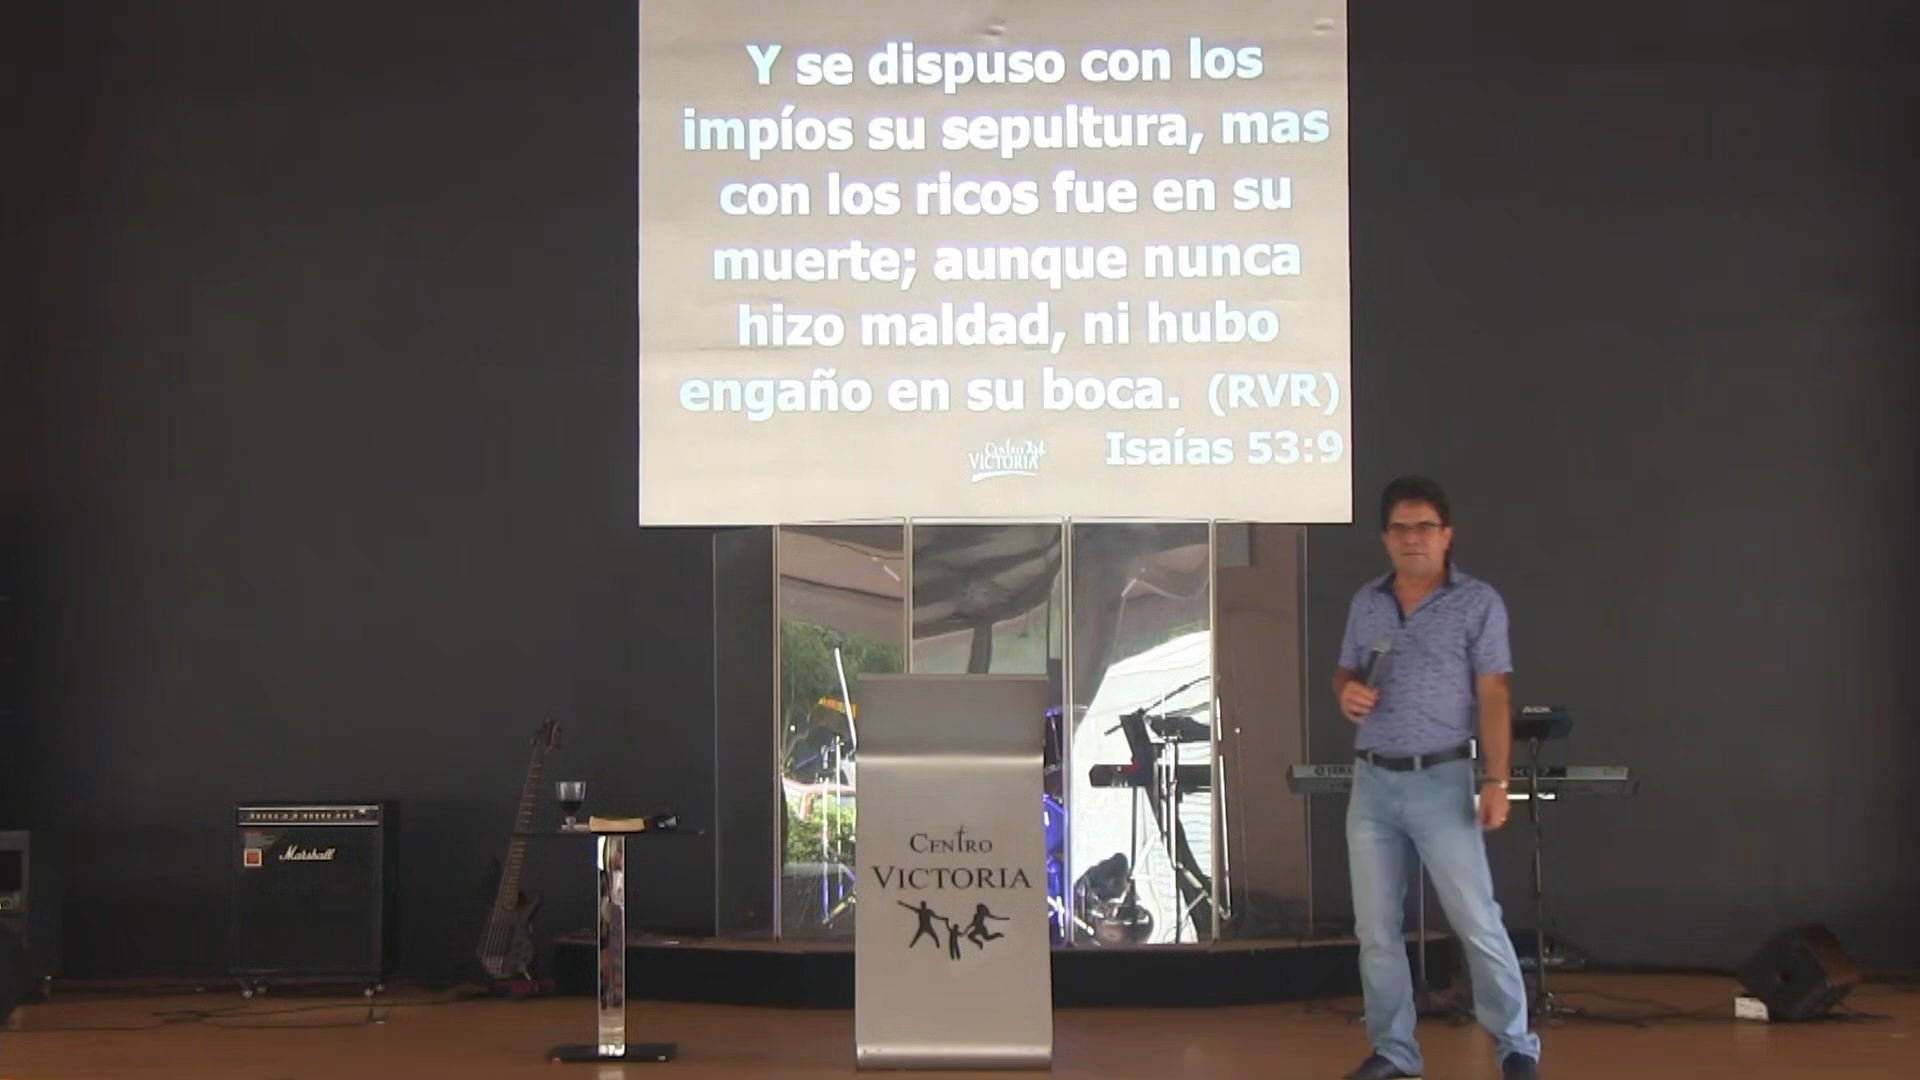 Y se dispuso con los
impíos su sepultura, mas
con los ricos fue en su
muerte; aunque nunca
hizo maldad, ni hubo
engaño en su boca. (RVR)
Isaías 53:9
Centro
VICTORIA
Marshall
CENTRO
VICTORIA